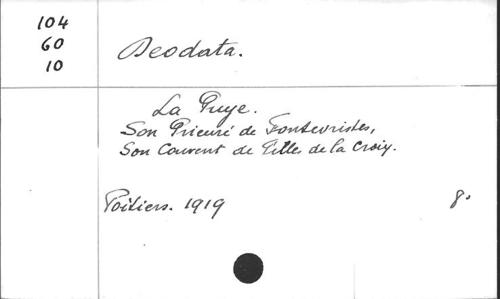 104
60
10
Deodata.
La Puye.
Son Prieuré de Fontevristes,
Son Couvent de Filles de la Croix.
Poitiers. 1919
8.